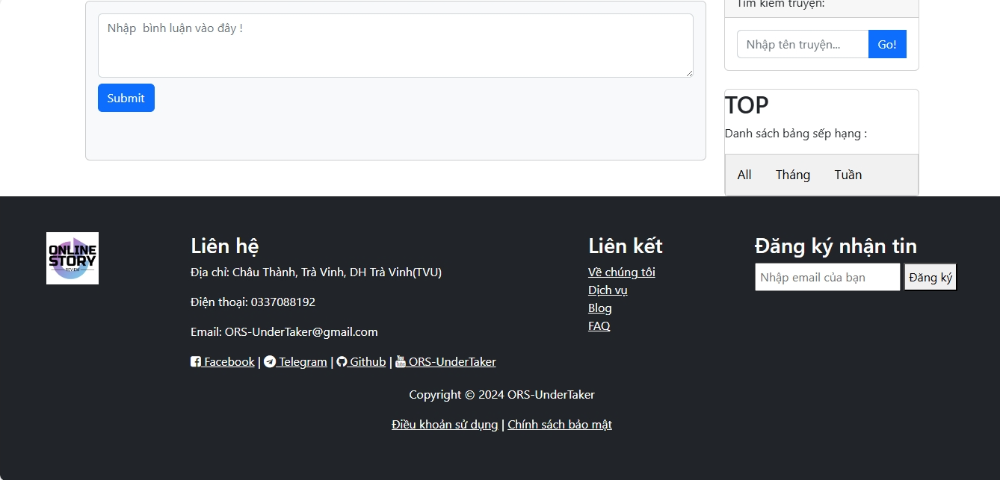 Nhập  bình luận vào đây !
Submit
Tìm kiếm truyện:
Nhập tên truyện...
Go!
TOP
Danh sách bảng sếp hạng :
All
Tháng
Tuần
ONLINE
STORY
REVIEW
Liên hệ
Địa chỉ: Châu Thành, Trà Vinh, DH Trà Vinh(TVU)
Điện thoại: 0337088192
Email: ORS-UnderTaker@gmail.com
Facebook | Telegram | Github | ORS-UnderTaker
Liên kết
Về chúng tôi
Dịch vụ
Blog
FAQ
Đăng ký nhận tin
Nhập email của bạn
Đăng ký
Copyright © 2024 ORS-UnderTaker
Điều khoản sử dụng | Chính sách bảo mật